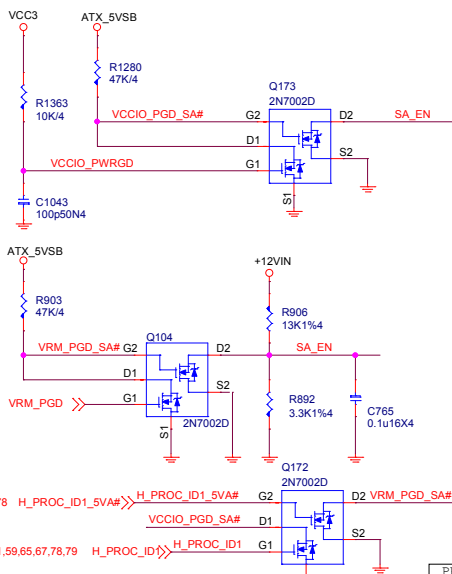 VCC3
ATX_5VSB
R1280
47K/4
Q173
2N7002D
R1363
10K/4
VCCIO_PGD_SA#
G2
D2
SA_EN
D1
S2
VCCIO_PWRGD
G1
C1043
100p50N4
S1
ATX_5VSB
+12VIN
R903
47K/4
R906
13K1%4
Q104
VRM_PGD_SA#
G2
D2
SA_EN
D1
S2
VRM_PGD
G1
R892
3.3K1%4
C765
0.1u16X4
2N7002D
S1
Q172
2N7002D
78 H_PROC_ID1_5VA#
H_PROC_ID1_5VA#
G2
D2
VRM_PGD_SA#
VCCIO_PGD_SA#
D1
S2
,59,65,67,78,79
H_PROC_ID1
H_PROC_ID1
G1